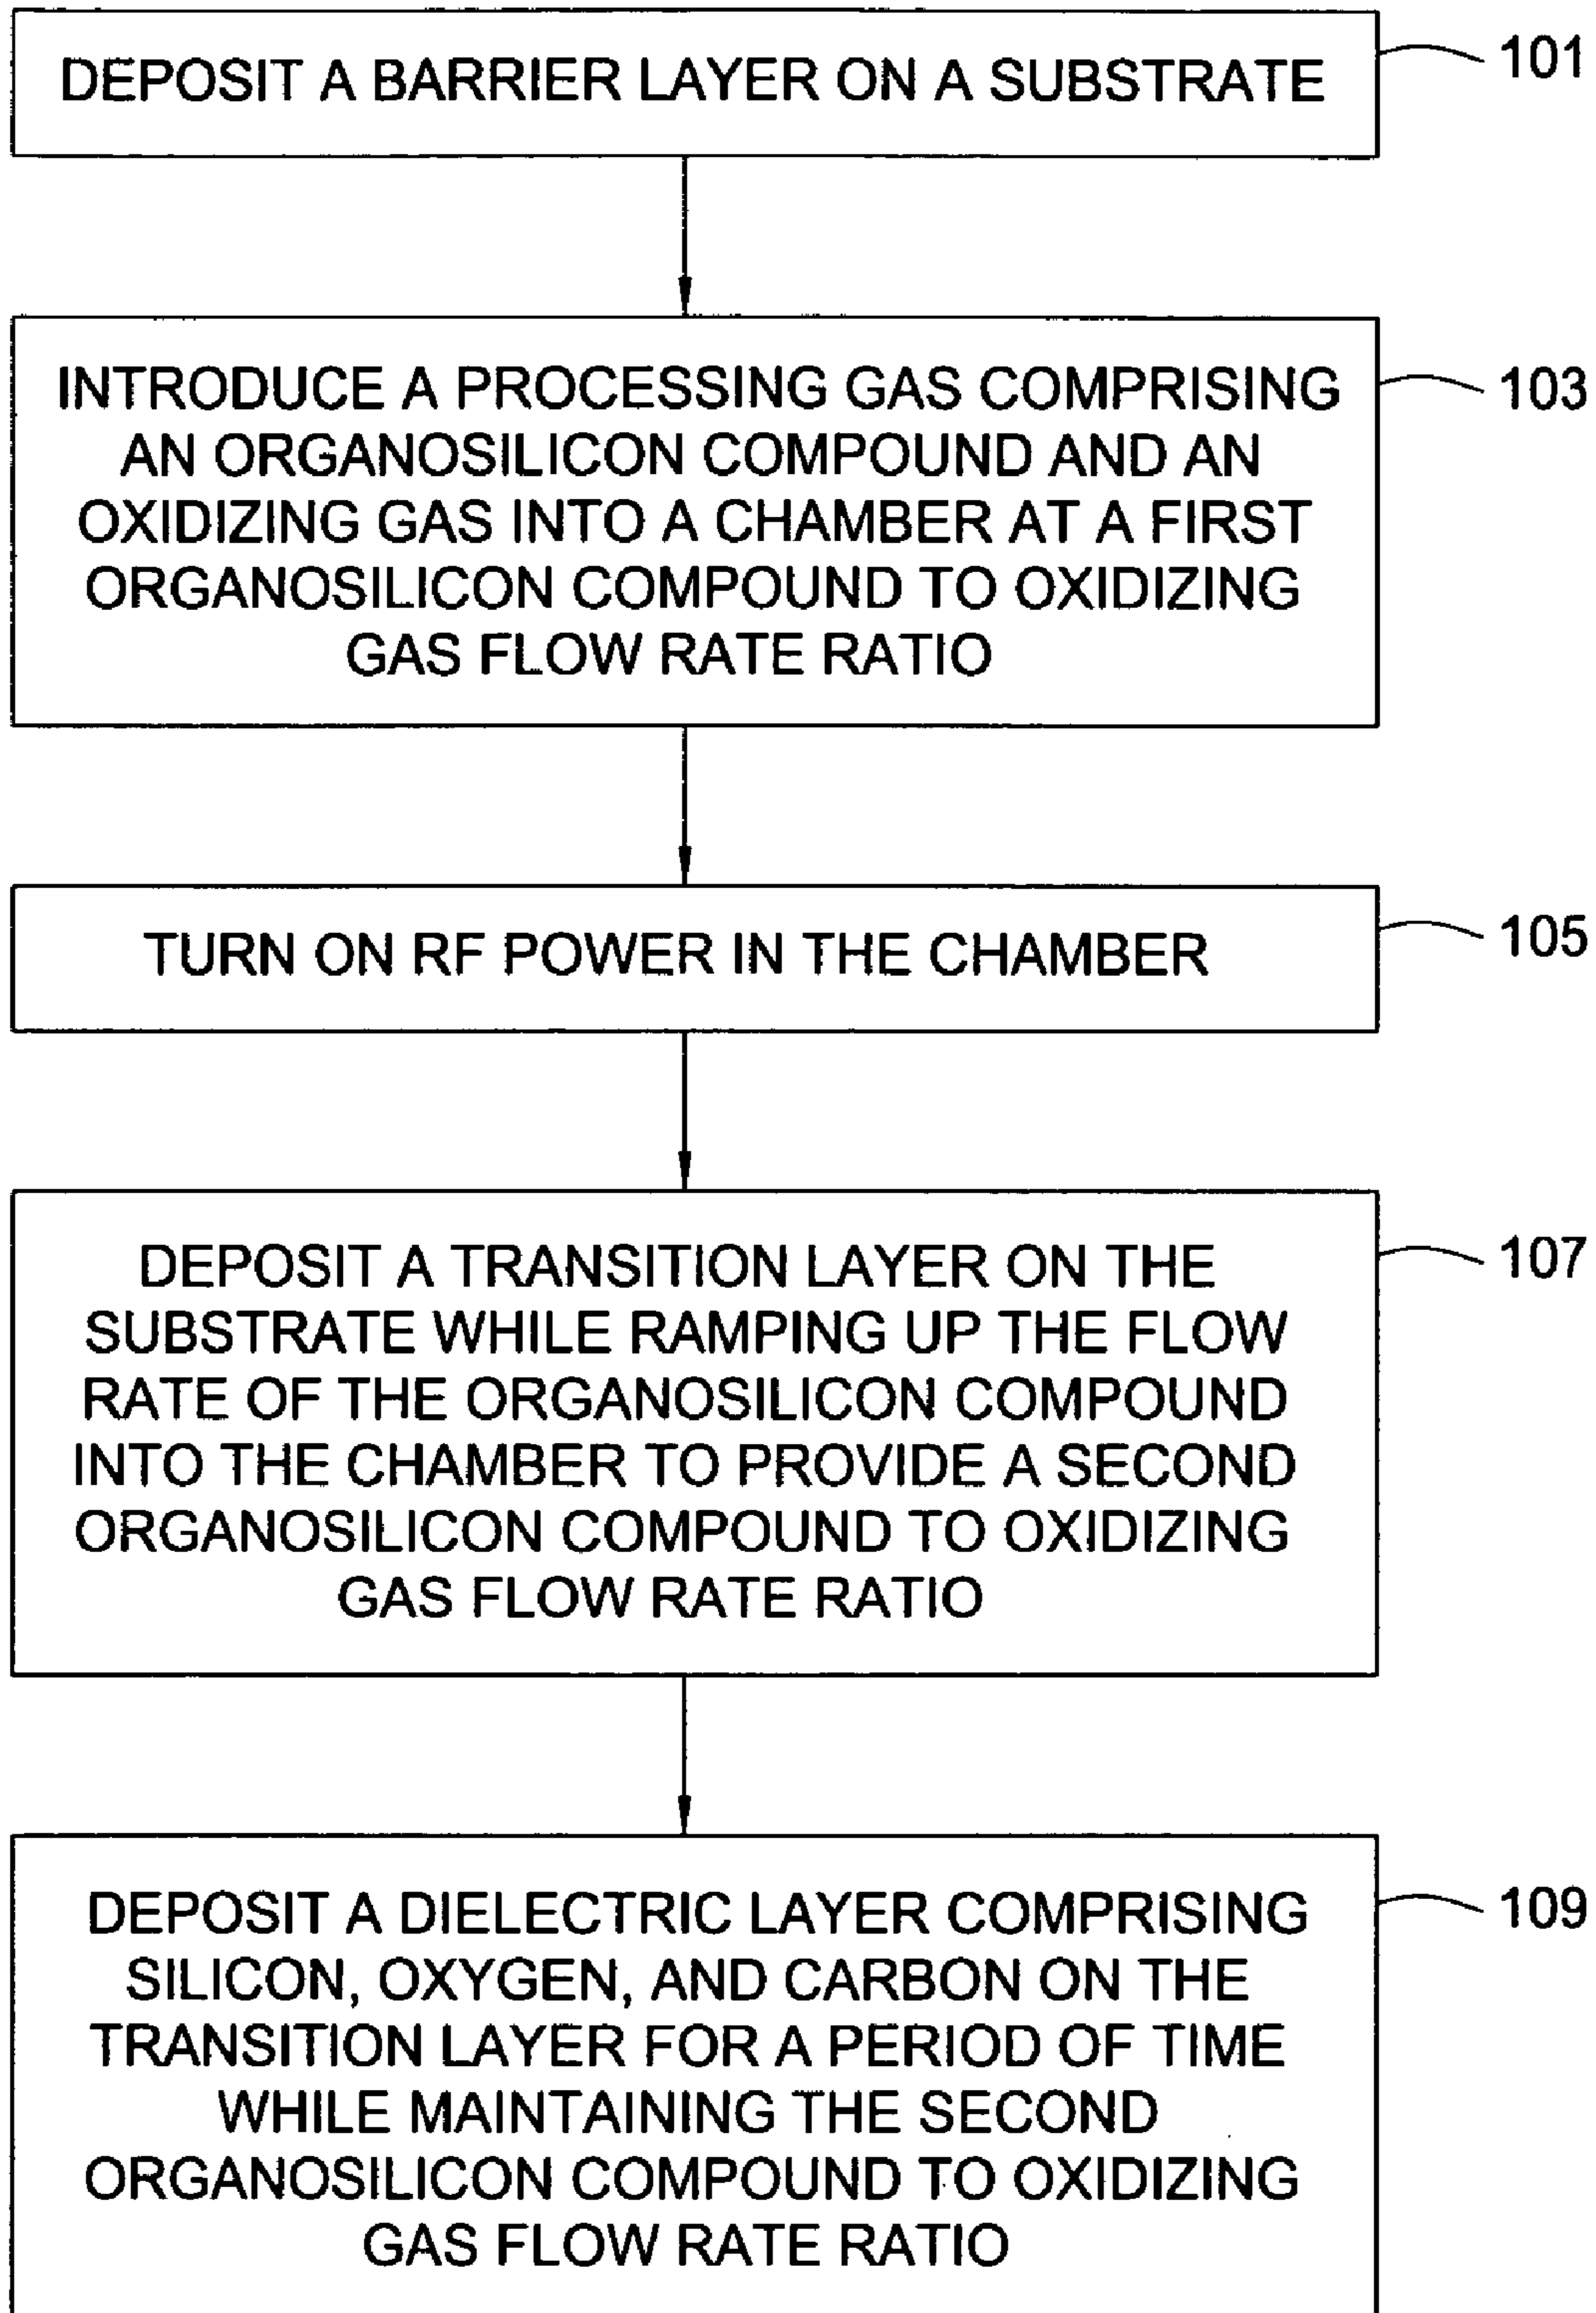 DEPOSIT A BARRIER LAYER ON A SUBSTRATE
101
INTRODUCE A PROCESSING GAS COMPRISING
AN ORGANOSILICON COMPOUND AND AN
OXIDIZING GAS INTO A CHAMBER AT A FIRST
ORGANOSILICON COMPOUND TO OXIDIZING
GAS FLOW RATE RATIO
103
TURN ON RF POWER IN THE CHAMBER
105
DEPOSIT A TRANSITION LAYER ON THE
SUBSTRATE WHILE RAMPING UP THE FLOW
RATE OF THE ORGANOSILICON COMPOUND
INTO THE CHAMBER TO PROVIDE A SECOND
ORGANOSILICON COMPOUND TO OXIDIZING
GAS FLOW RATE RATIO
107
DEPOSIT A DIELECTRIC LAYER COMPRISING
SILICON, OXYGEN, AND CARBON ON THE
TRANSITION LAYER FOR A PERIOD OF TIME
WHILE MAINTAINING THE SECOND
ORGANOSILICON COMPOUND TO OXIDIZING
GAS FLOW RATE RATIO
109